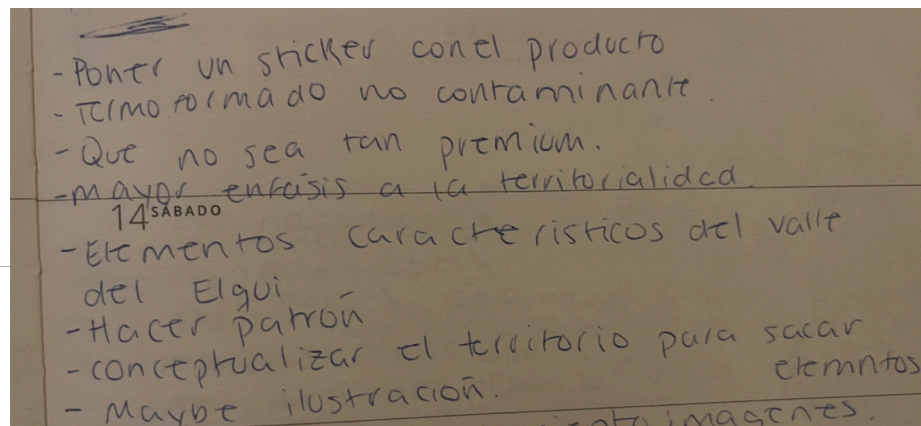 - Poner un sticker con el producto
- Termoformado no contaminante.
- Que no sea tan premium.
- mayor enfasis a la territorialidad.
14 SÁBADO
- Elementos caracteristicos del valle
del Elqui
- Hacer patrón
- conceptualizar el territorio para sacar
elemntos
- Maybe ilustración.
imagenes.